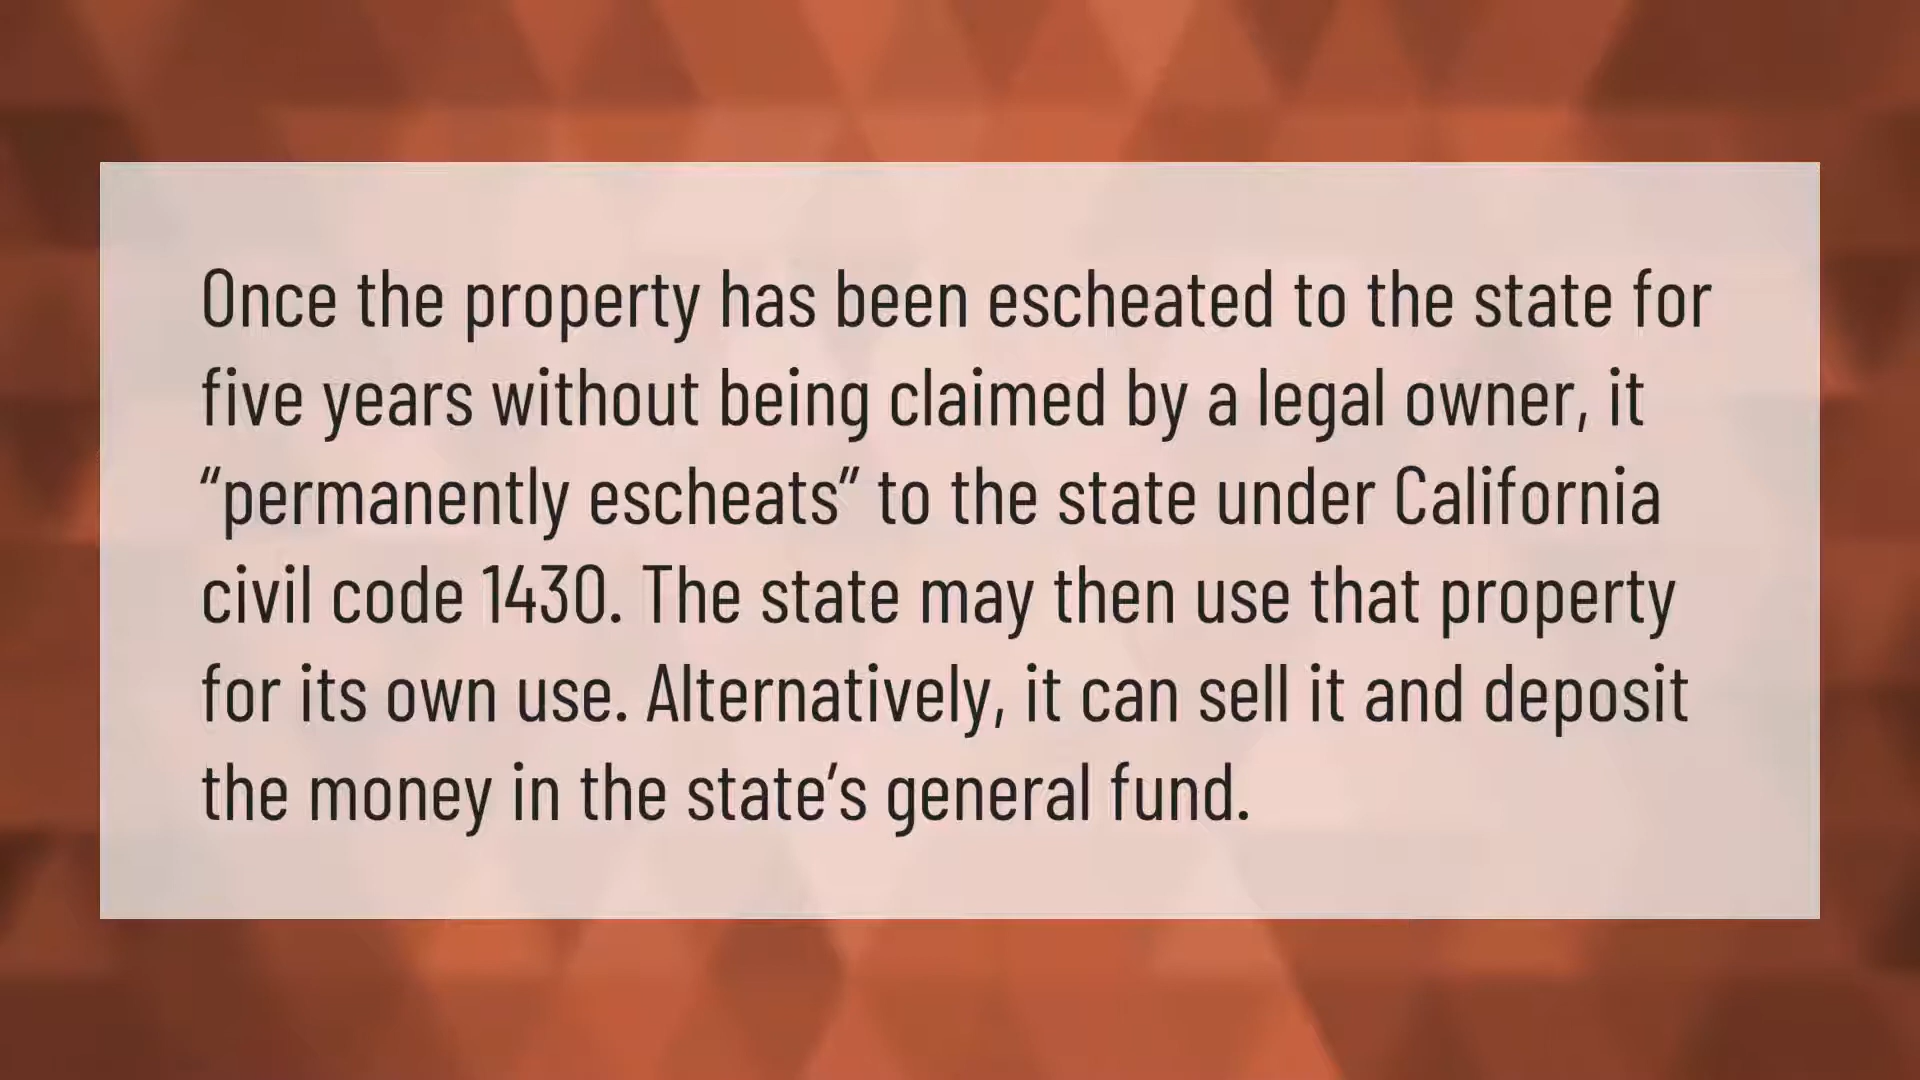 Once the property has been escheated to the state for
five years without being claimed by a legal owner, it
“permanently escheats” to the state under California
civil code 1430. The state may then use that property
for its own use. Alternatively, it can sell it and deposit
the money in the state’s general fund.